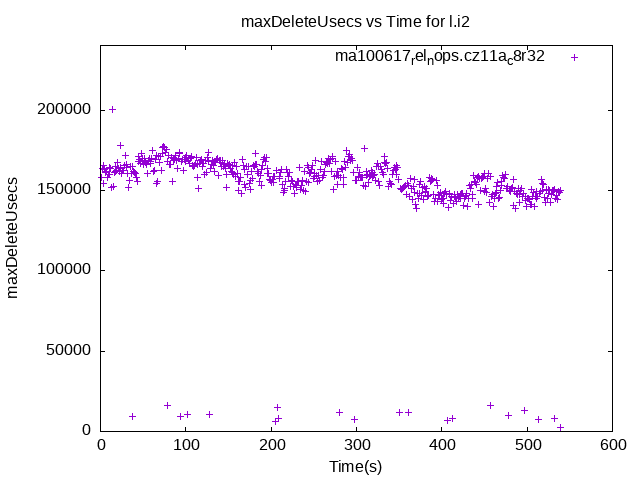 maxDeleteUsecs vs Time for l.i2
ma100617relnops.cz11ac8r32
200000
150000
100000
50000
0
maxDeleteUsecs
0 100 200 300 400 500 600
Time(s)